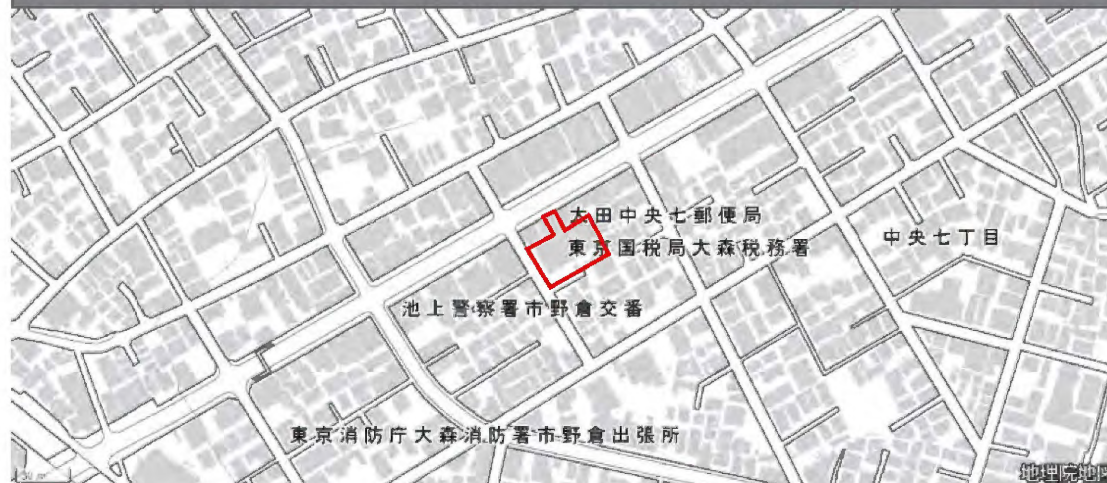 太田中央七郵便局
東京国税局大森税務署
中央七丁目
池上警察署市野倉交番
東京消防庁大森消防署市野倉出張所
地理院地図